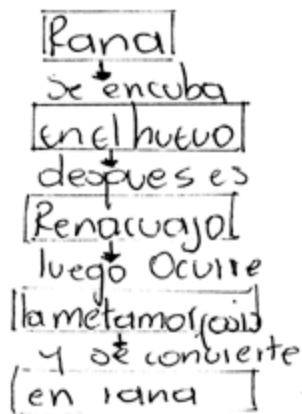 Rana
se encuba
en el huevo
despues es
Renacuajo
luego Ocurre
la metamorfosis
y se convierte
en rana